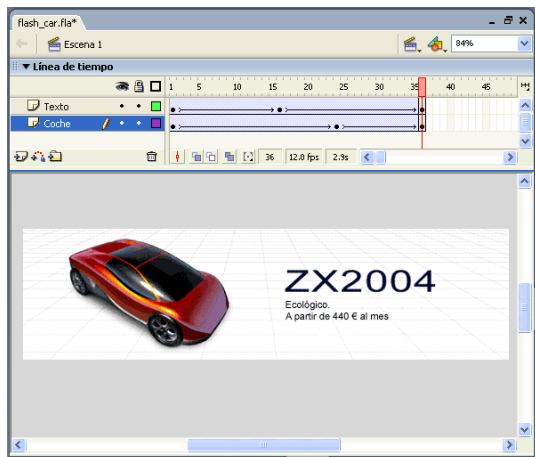 flash_car.fla*
Escena 1
84%
Línea de tiempo
1 5 10 15 20 25 30 35 40 45
Texto
Coche
36 12.0 fps 2.9s
ZX2004
Ecológico.
A partir de 440 € al mes